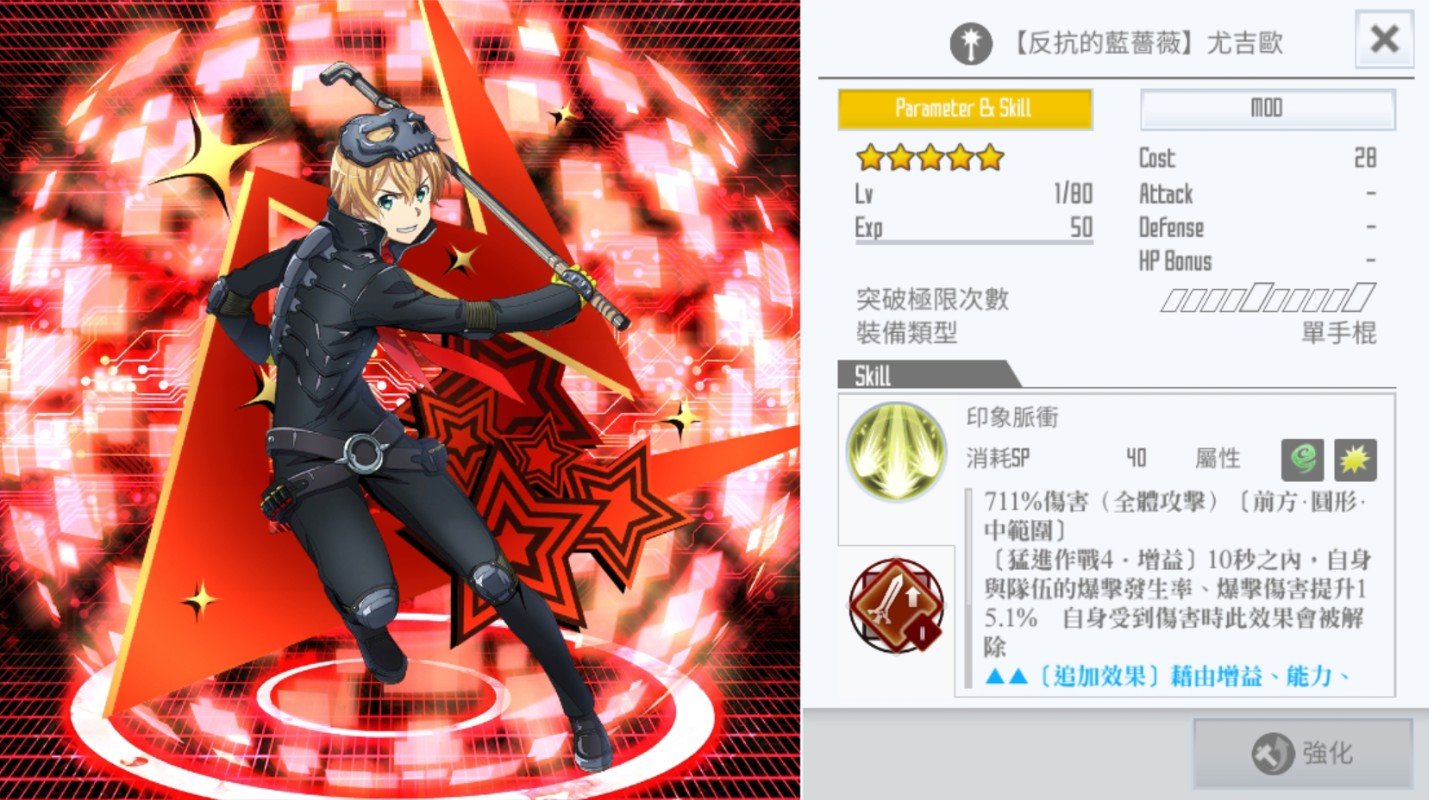 【反抗的藍薔薇】尤吉歐
Parameter & Skill
MOD
Lv 1/80
Exp 50
Cost 28
Attack -
Defense -
HP Bonus -
突破極限次數
裝備類型 單手棍
Skill
印象脈衝
消耗SP 40 屬性
711%傷害（全體攻擊）〔前方·圓形·
中範圍〕
〔猛進作戰4·增益〕10秒之內，自身
與隊伍的爆擊發生率、爆擊傷害提升1
5.1%　自身受到傷害時此效果會被解
除
▲▲〔追加效果〕藉由增益、能力、
強化